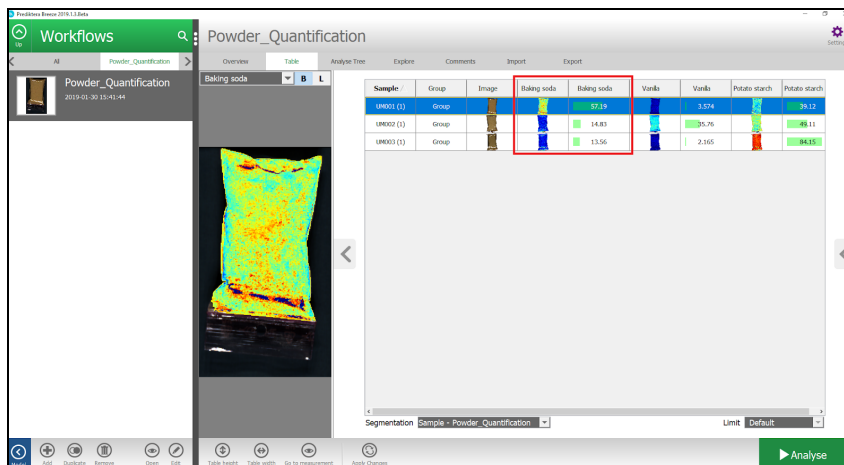 Prediktera Breeze 2019.1.3.Beta
Up
Workflows
Powder_Quantification
Setting
All
Powder_Quantification
Overview
Table
Analyse Tree
Explore
Comments
Import
Export
Powder_Quantification
2019-01-30 15:41:44
Baking soda
B L
Sample Group Image Baking soda Baking soda Vanilla Vanilla Potato starch Potato starch
UM001 (1) Group 57.19 3.574 39.12
UM002 (1) Group 14.83 35.76 49.11
UM003 (1) Group 13.56 2.165 84.15
Segmentation Sample - Powder_Quantification
Limit Default
Model Add Duplicate Remove Open Edit
Table height Table width Go to measurement Apply Changes
Analyse